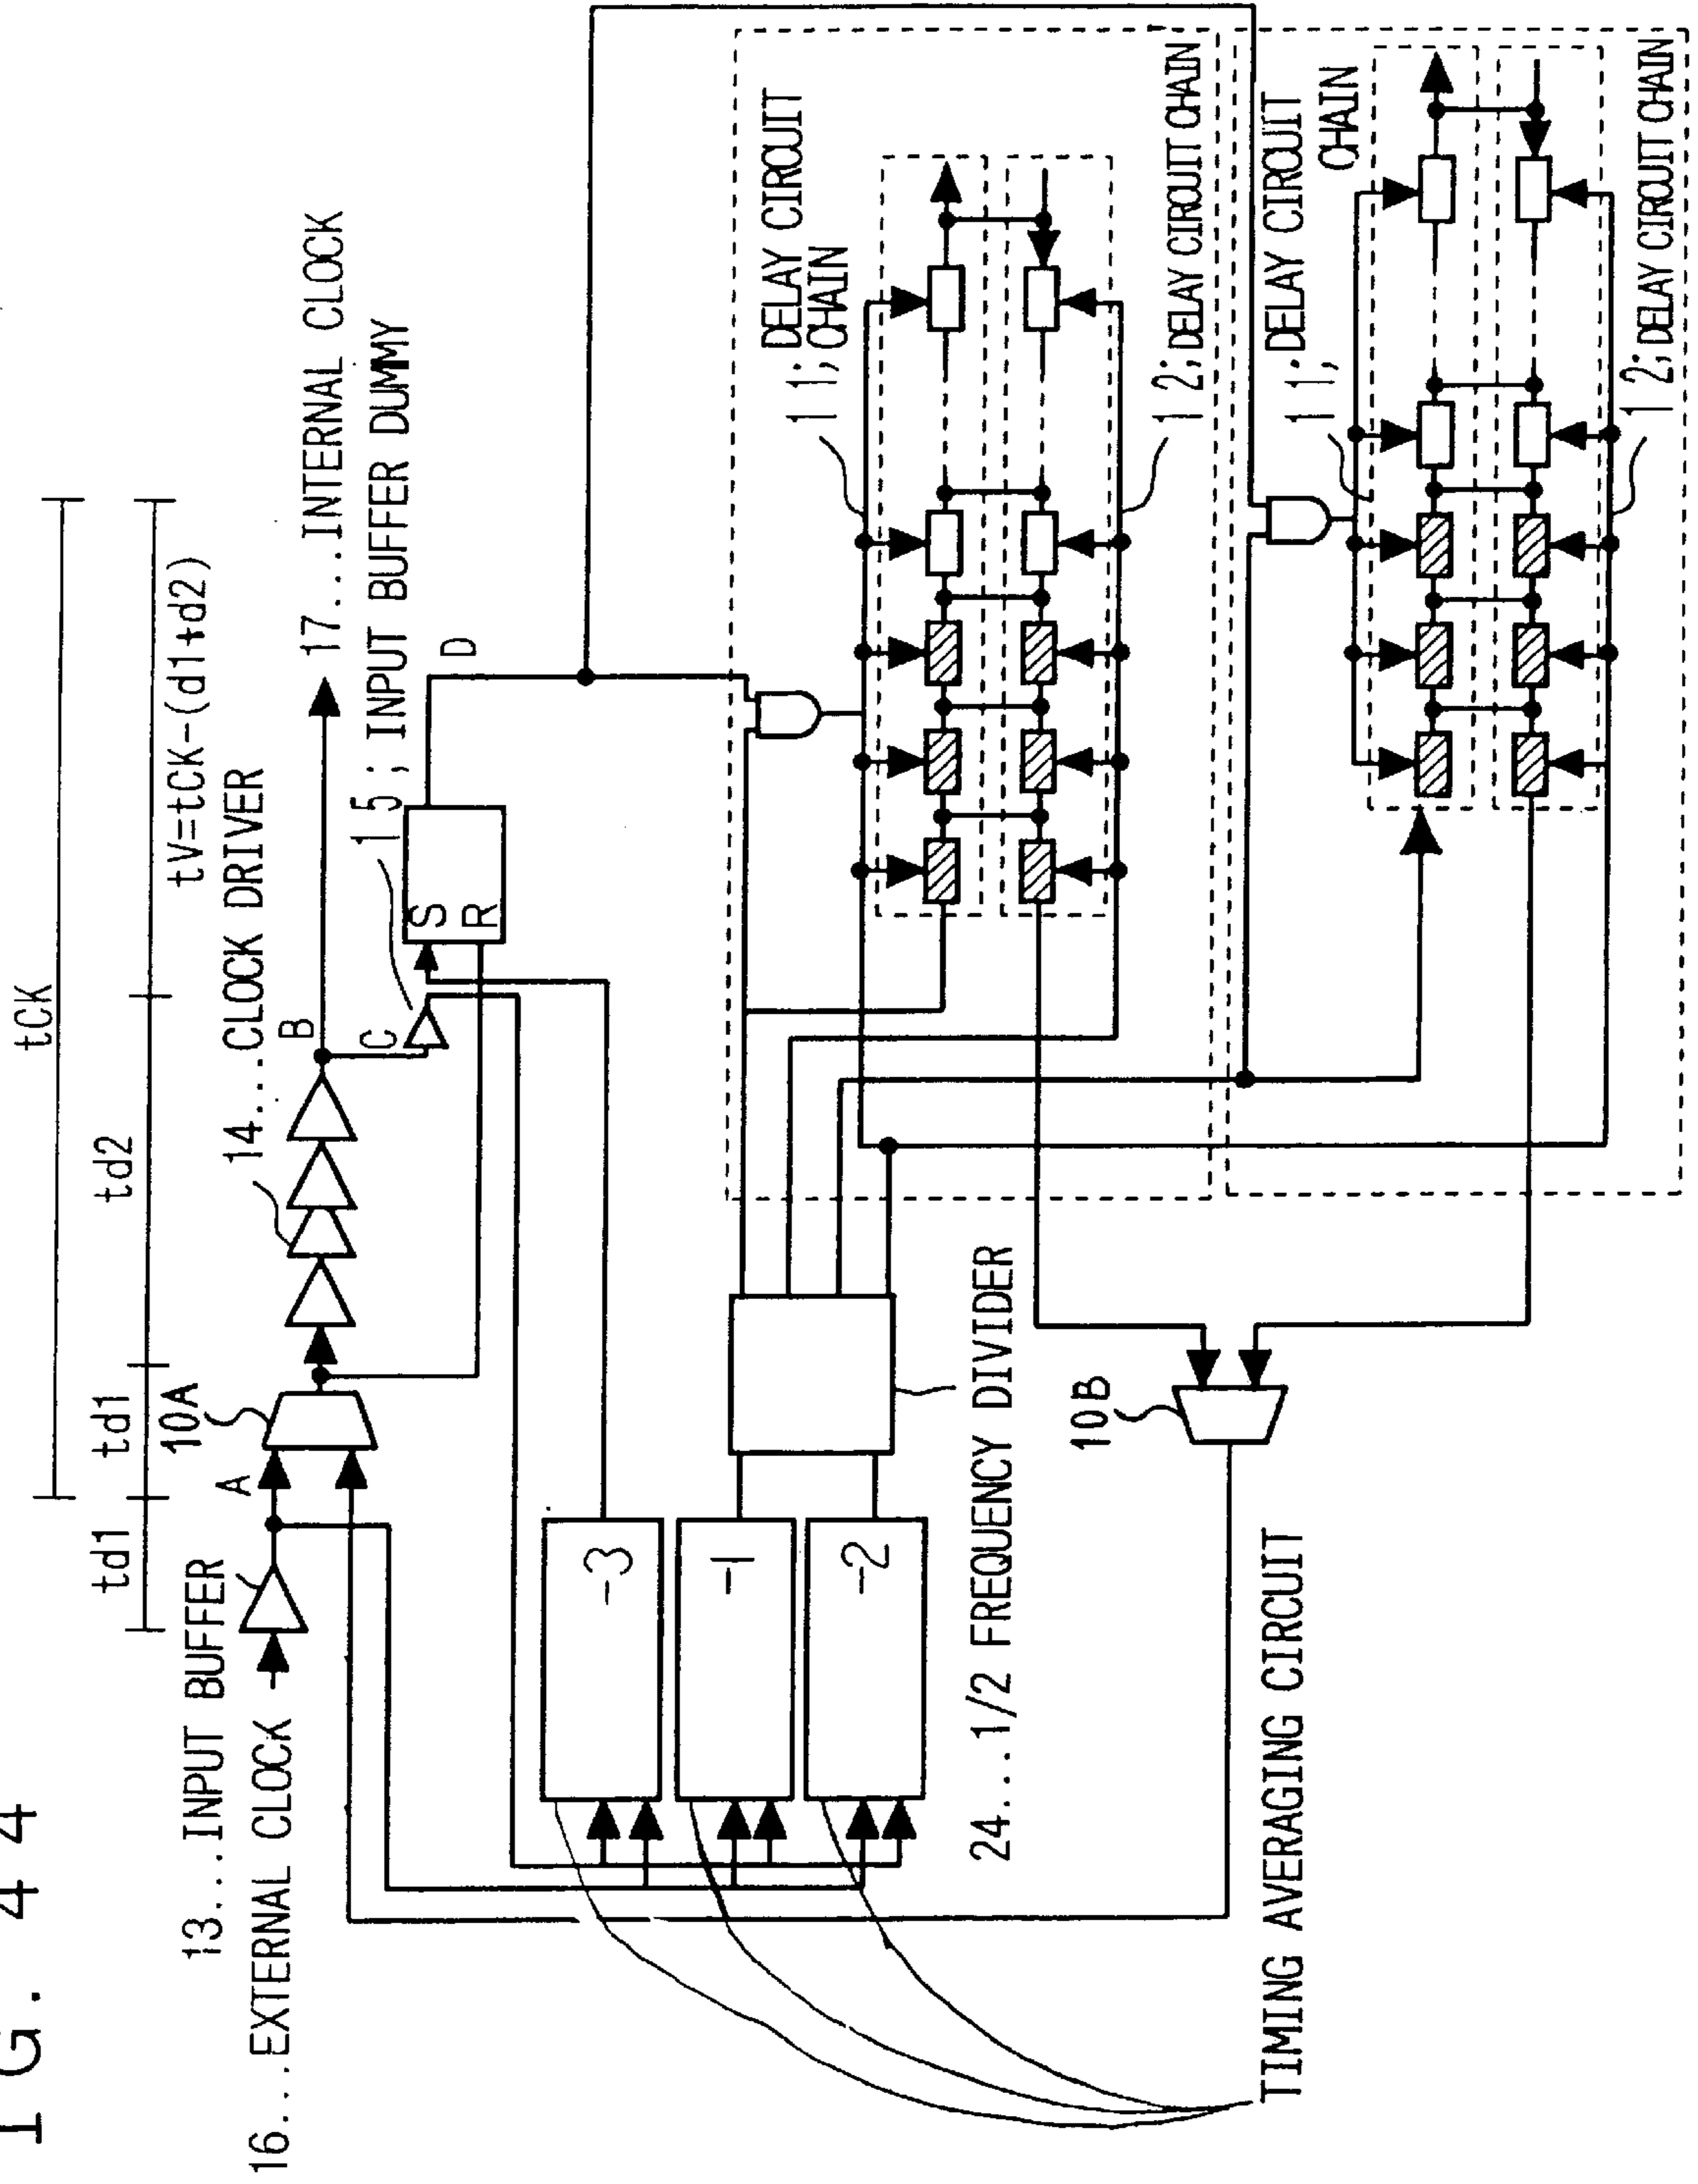 FIG. 44
tCK
td1
td1
td2
tV=tCK-(d1+d2)
13...INPUT BUFFER
16...EXTERNAL CLOCK
A
10A
14...CLOCK DRIVER
B
17...INTERNAL CLOCK
C
15; INPUT BUFFER DUMMY
S
R
D
-3
-1
-2
24...1/2 FREQUENCY DIVIDER
10B
TIMING AVERAGING CIRCUIT
11; DELAY CIRCUIT
CHAIN
12; DELAY CIRCUIT CHAIN
11; DELAY CIRCUIT
CHAIN
12; DELAY CIRCUIT CHAIN